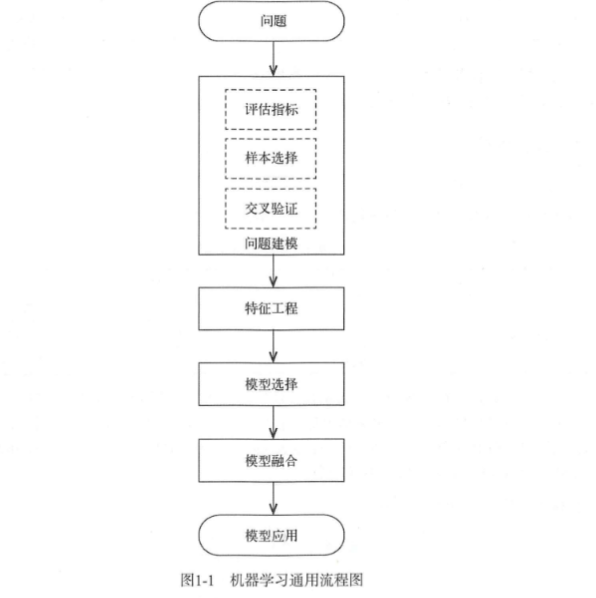 问题
评估指标
样本选择
交叉验证
问题建模
特征工程
模型选择
模型融合
模型应用
图1-1 机器学习通用流程图